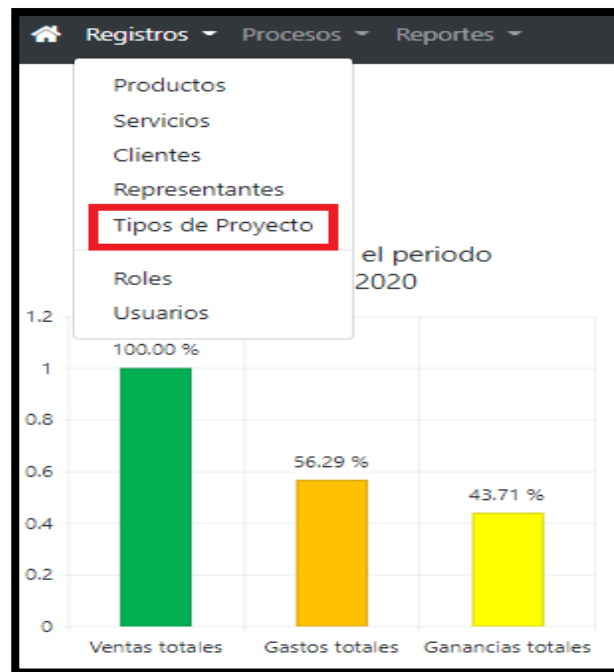 Registros Procesos Reportes
Productos
Servicios
Clientes
Representantes
Tipos de Proyecto
Roles
Usuarios
el periodo
2020
1.2
1
0.8
0.6
0.4
0.2
0
100.00 %
56.29 %
43.71 %
Ventas totales Gastos totales Ganancias totales